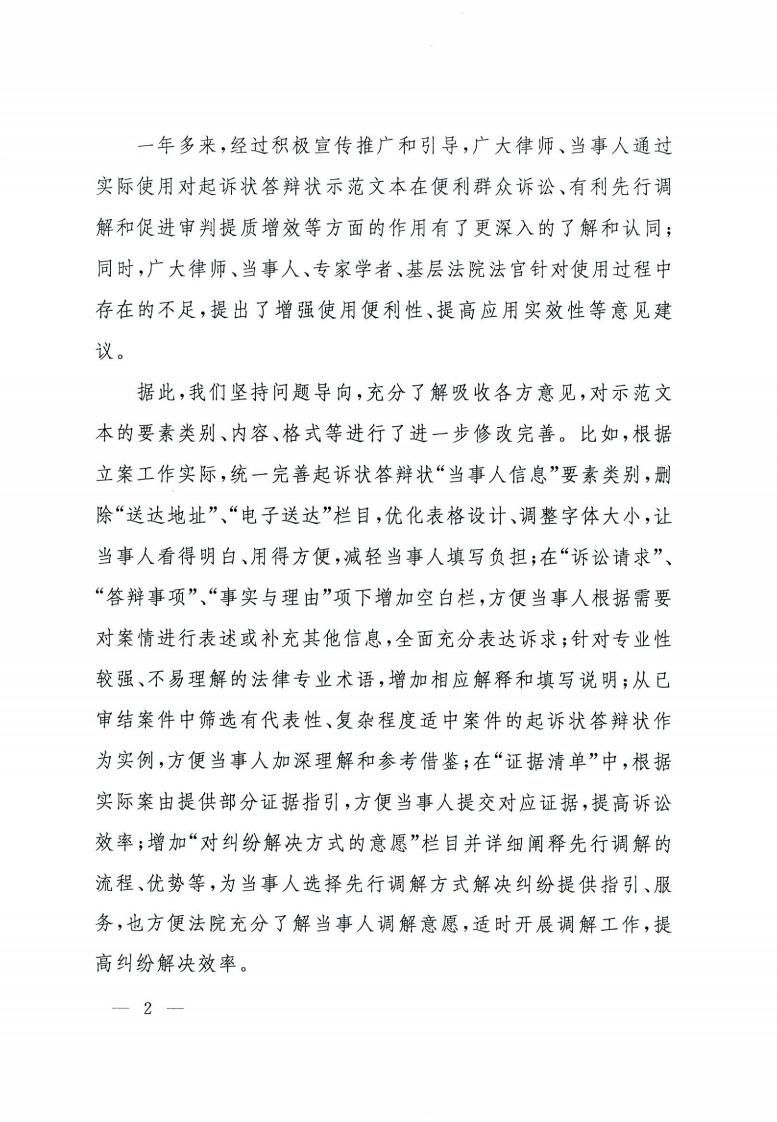 一年多来,经过积极宣传推广和引导,广大律师、当事人通过
实际使用对起诉状答辩状示范文本在便利群众诉讼、有利先行调
解和促进审判提质增效等方面的作用有了更深入的了解和认同;
同时,广大律师、当事人、专家学者、基层法院法官针对使用过程中
存在的不足,提出了增强使用便利性、提高应用实效性等意见建
议。
据此,我们坚持问题导向,充分了解吸收各方意见,对示范文
本的要素类别、内容、格式等进行了进一步修改完善。比如,根据
立案工作实际,统一完善起诉状答辩状“当事人信息”要素类别,删
除“送达地址”、“电子送达”栏目,优化表格设计、调整字体大小,让
当事人看得明白、用得方便,减轻当事人填写负担;在“诉讼请求”、
“答辩事项”、“事实与理由”项下增加空白栏,方便当事人根据需要
对案情进行表述或补充其他信息,全面充分表达诉求;针对专业性
较强、不易理解的法律专业术语,增加相应解释和填写说明;从已
审结案件中筛选有代表性、复杂程度适中案件的起诉状答辩状作
为实例,方便当事人加深理解和参考借鉴;在“证据清单”中,根据
实际案由提供部分证据指引,方便当事人提交对应证据,提高诉讼
效率;增加“对纠纷解决方式的意愿”栏目并详细阐释先行调解的
流程、优势等,为当事人选择先行调解方式解决纠纷提供指引、服
务,也方便法院充分了解当事人调解意愿,适时开展调解工作,提
高纠纷解决效率。
— 2 —